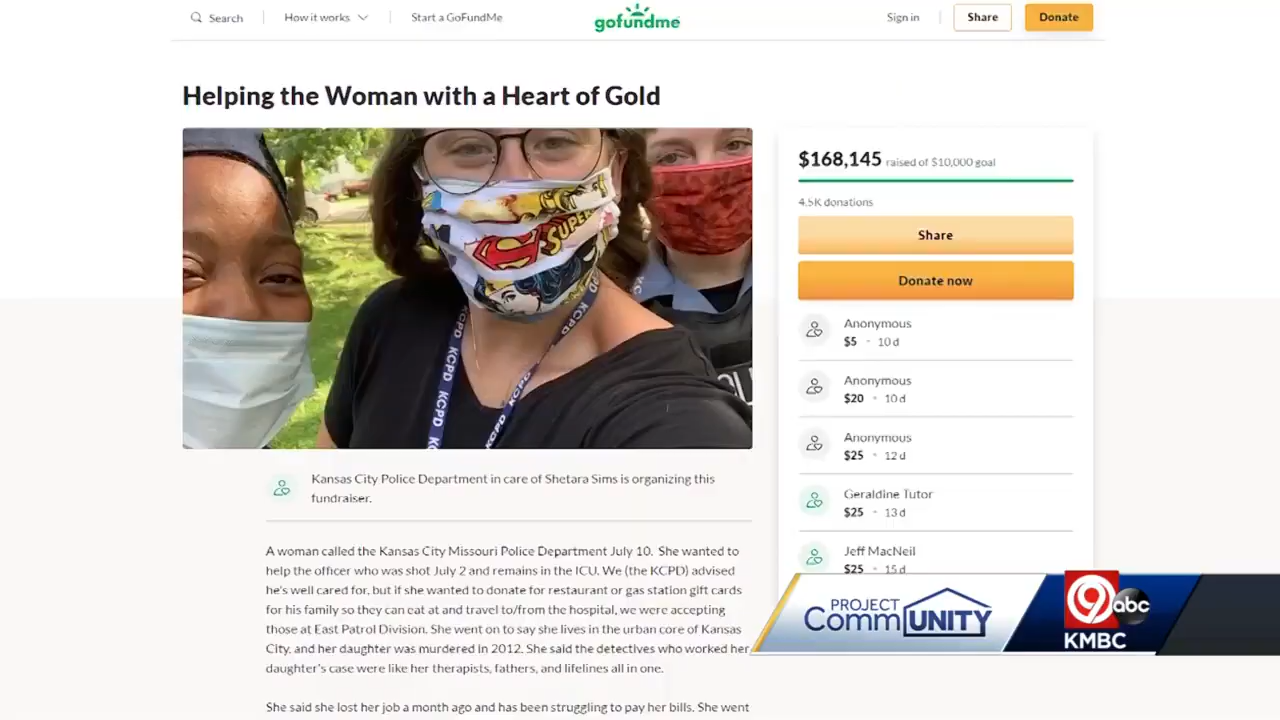 Search
How it works
Start a GoFundMe
gofundme
Sign in
Share
Donate
Helping the Woman with a Heart of Gold
SUPER
KCPD
KCPD
KCPD
KCPD
$168,145 raised of $10,000 goal
4.5K donations
Share
Donate now
Anonymous
$5 • 10 d
Anonymous
$20 • 10 d
Anonymous
$25 • 12 d
Geraldine Tutor
$25 • 13 d
Jeff MacNeil
$25 • 15 d
Kansas City Police Department in care of Shetara Sims is organizing this
fundraiser.
A woman called the Kansas City Missouri Police Department July 10. She wanted to
help the officer who was shot July 2 and remains in the ICU. We (the KCPD) advised
he's well cared for, but if she wanted to donate for restaurant or gas station gift cards
for his family so they can eat at and travel to/from the hospital, we were accepting
those at East Patrol Division. She went on to say she lives in the urban core of Kansas
City, and her daughter was murdered in 2012. She said the detectives who worked her
daughter's case were like her therapists, fathers, and lifelines all in one.
She said she lost her job a month ago and has been struggling to pay her bills. She went
PROJECT
CommUNITY
9 abc
KMBC